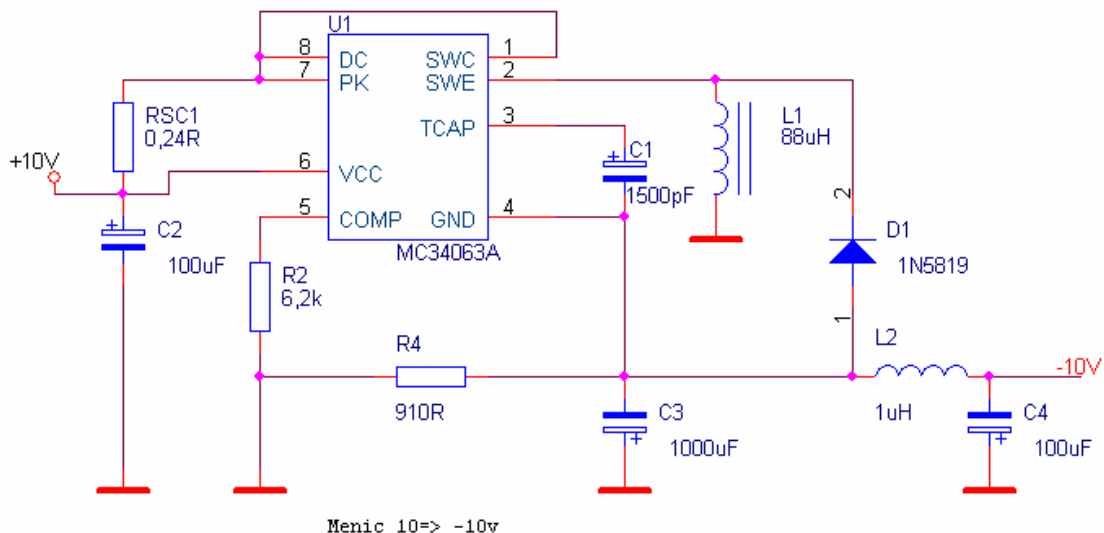 U1
8
DC
SWC
1
7
PK
SWE
2
RSC1
0,24R
TCAP
3
L1
88uH
+10V
C1
6
VCC
1500pF
2
5
COMP
GND
4
C2
D1
MC34063A
100uF
1N5819
R2
6,2k
1
R4
L2
-10V
910R
C3
1uH
C4
1000uF
100uF
Menic 10=> -10v